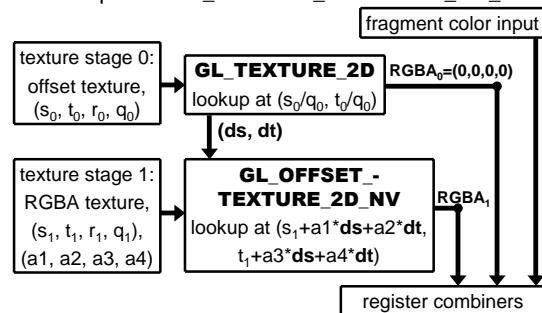 fragment color input
texture stage 0:
offset texture,
(s0, t0, r0, q0)
GL_TEXTURE_2D
lookup at (s0/q0, t0/q0)
RGBA0=(0,0,0,0)
(ds, dt)
texture stage 1:
RGBA texture,
(s1, t1, r1, q1),
(a1, a2, a3, a4)
GL_OFFSET_-
TEXTURE_2D_NV
lookup at (s1+a1*ds+a2*dt,
t1+a3*ds+a4*dt)
RGBA1
register combiners